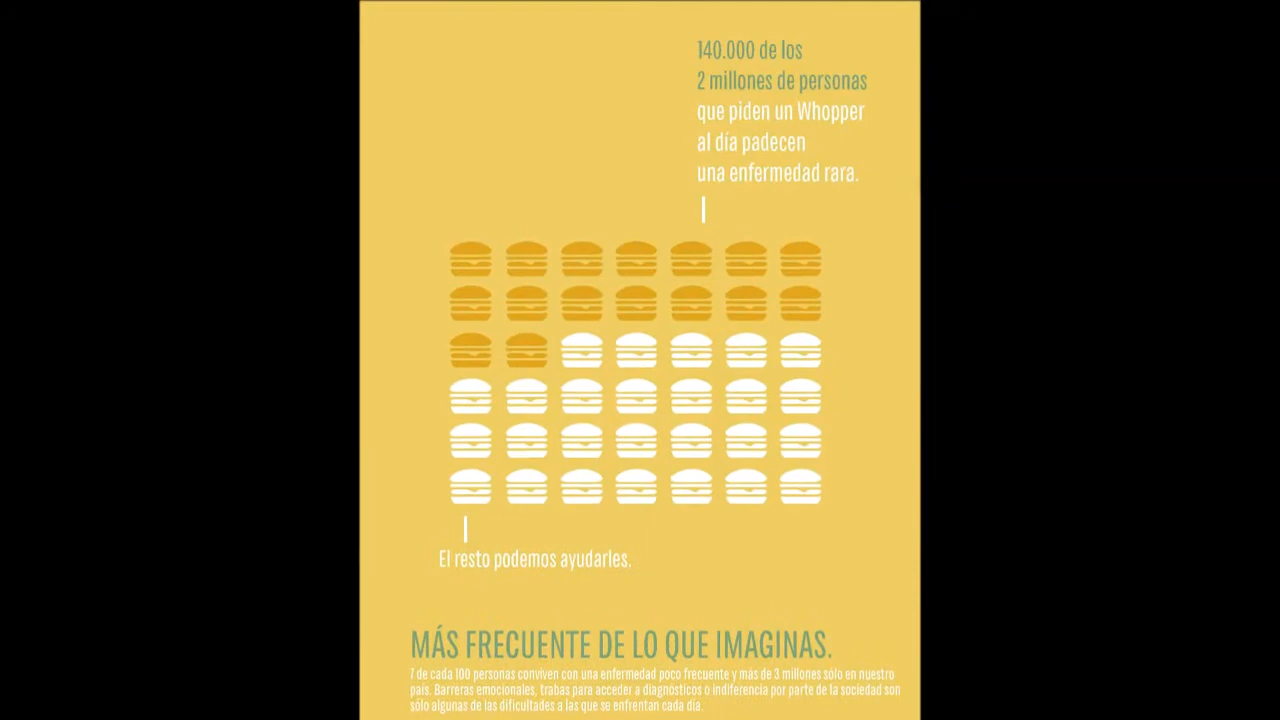 140.000 de los
2 millones de personas
que piden un Whopper
al día padecen
una enfermedad rara.
El resto podemos ayudarles.
MÁS FRECUENTE DE LO QUE IMAGINAS.
7 de cada 100 personas conviven con una enfermedad poco frecuente y más de 3 millones sólo en nuestro
país. Barreras emocionales, trabas para acceder a diagnósticos o indiferencia por parte de la sociedad son
sólo algunas de las dificultades a las que se enfrentan cada día.